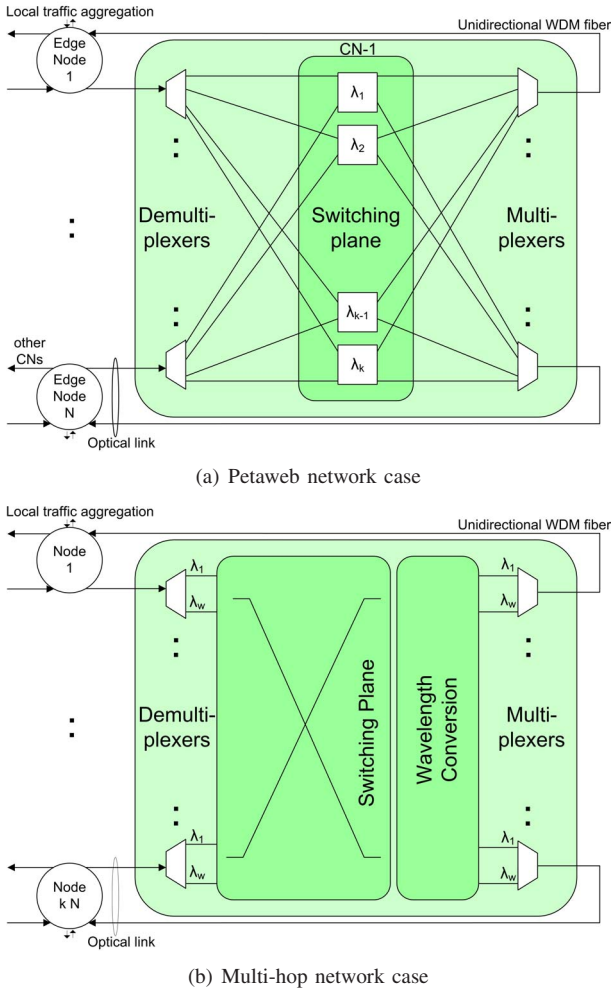 Local traffic aggregation
Unidirectional WDM fiber
Edge
Node
1
CN-1
λ1
λ2
Demulti-
plexers
Switching
plane
Multi-
plexers
λk-1
λk
other
CNs
Edge
Node
N
Optical link
(a) Petaweb network case
Local traffic aggregation
Unidirectional WDM fiber
Node
1
λ1
λw
λ1
λw
Demulti-
plexers
Switching Plane
Wavelength
Conversion
Multi-
plexers
λ1
λw
λ1
λw
Node
k N
Optical link
(b) Multi-hop network case